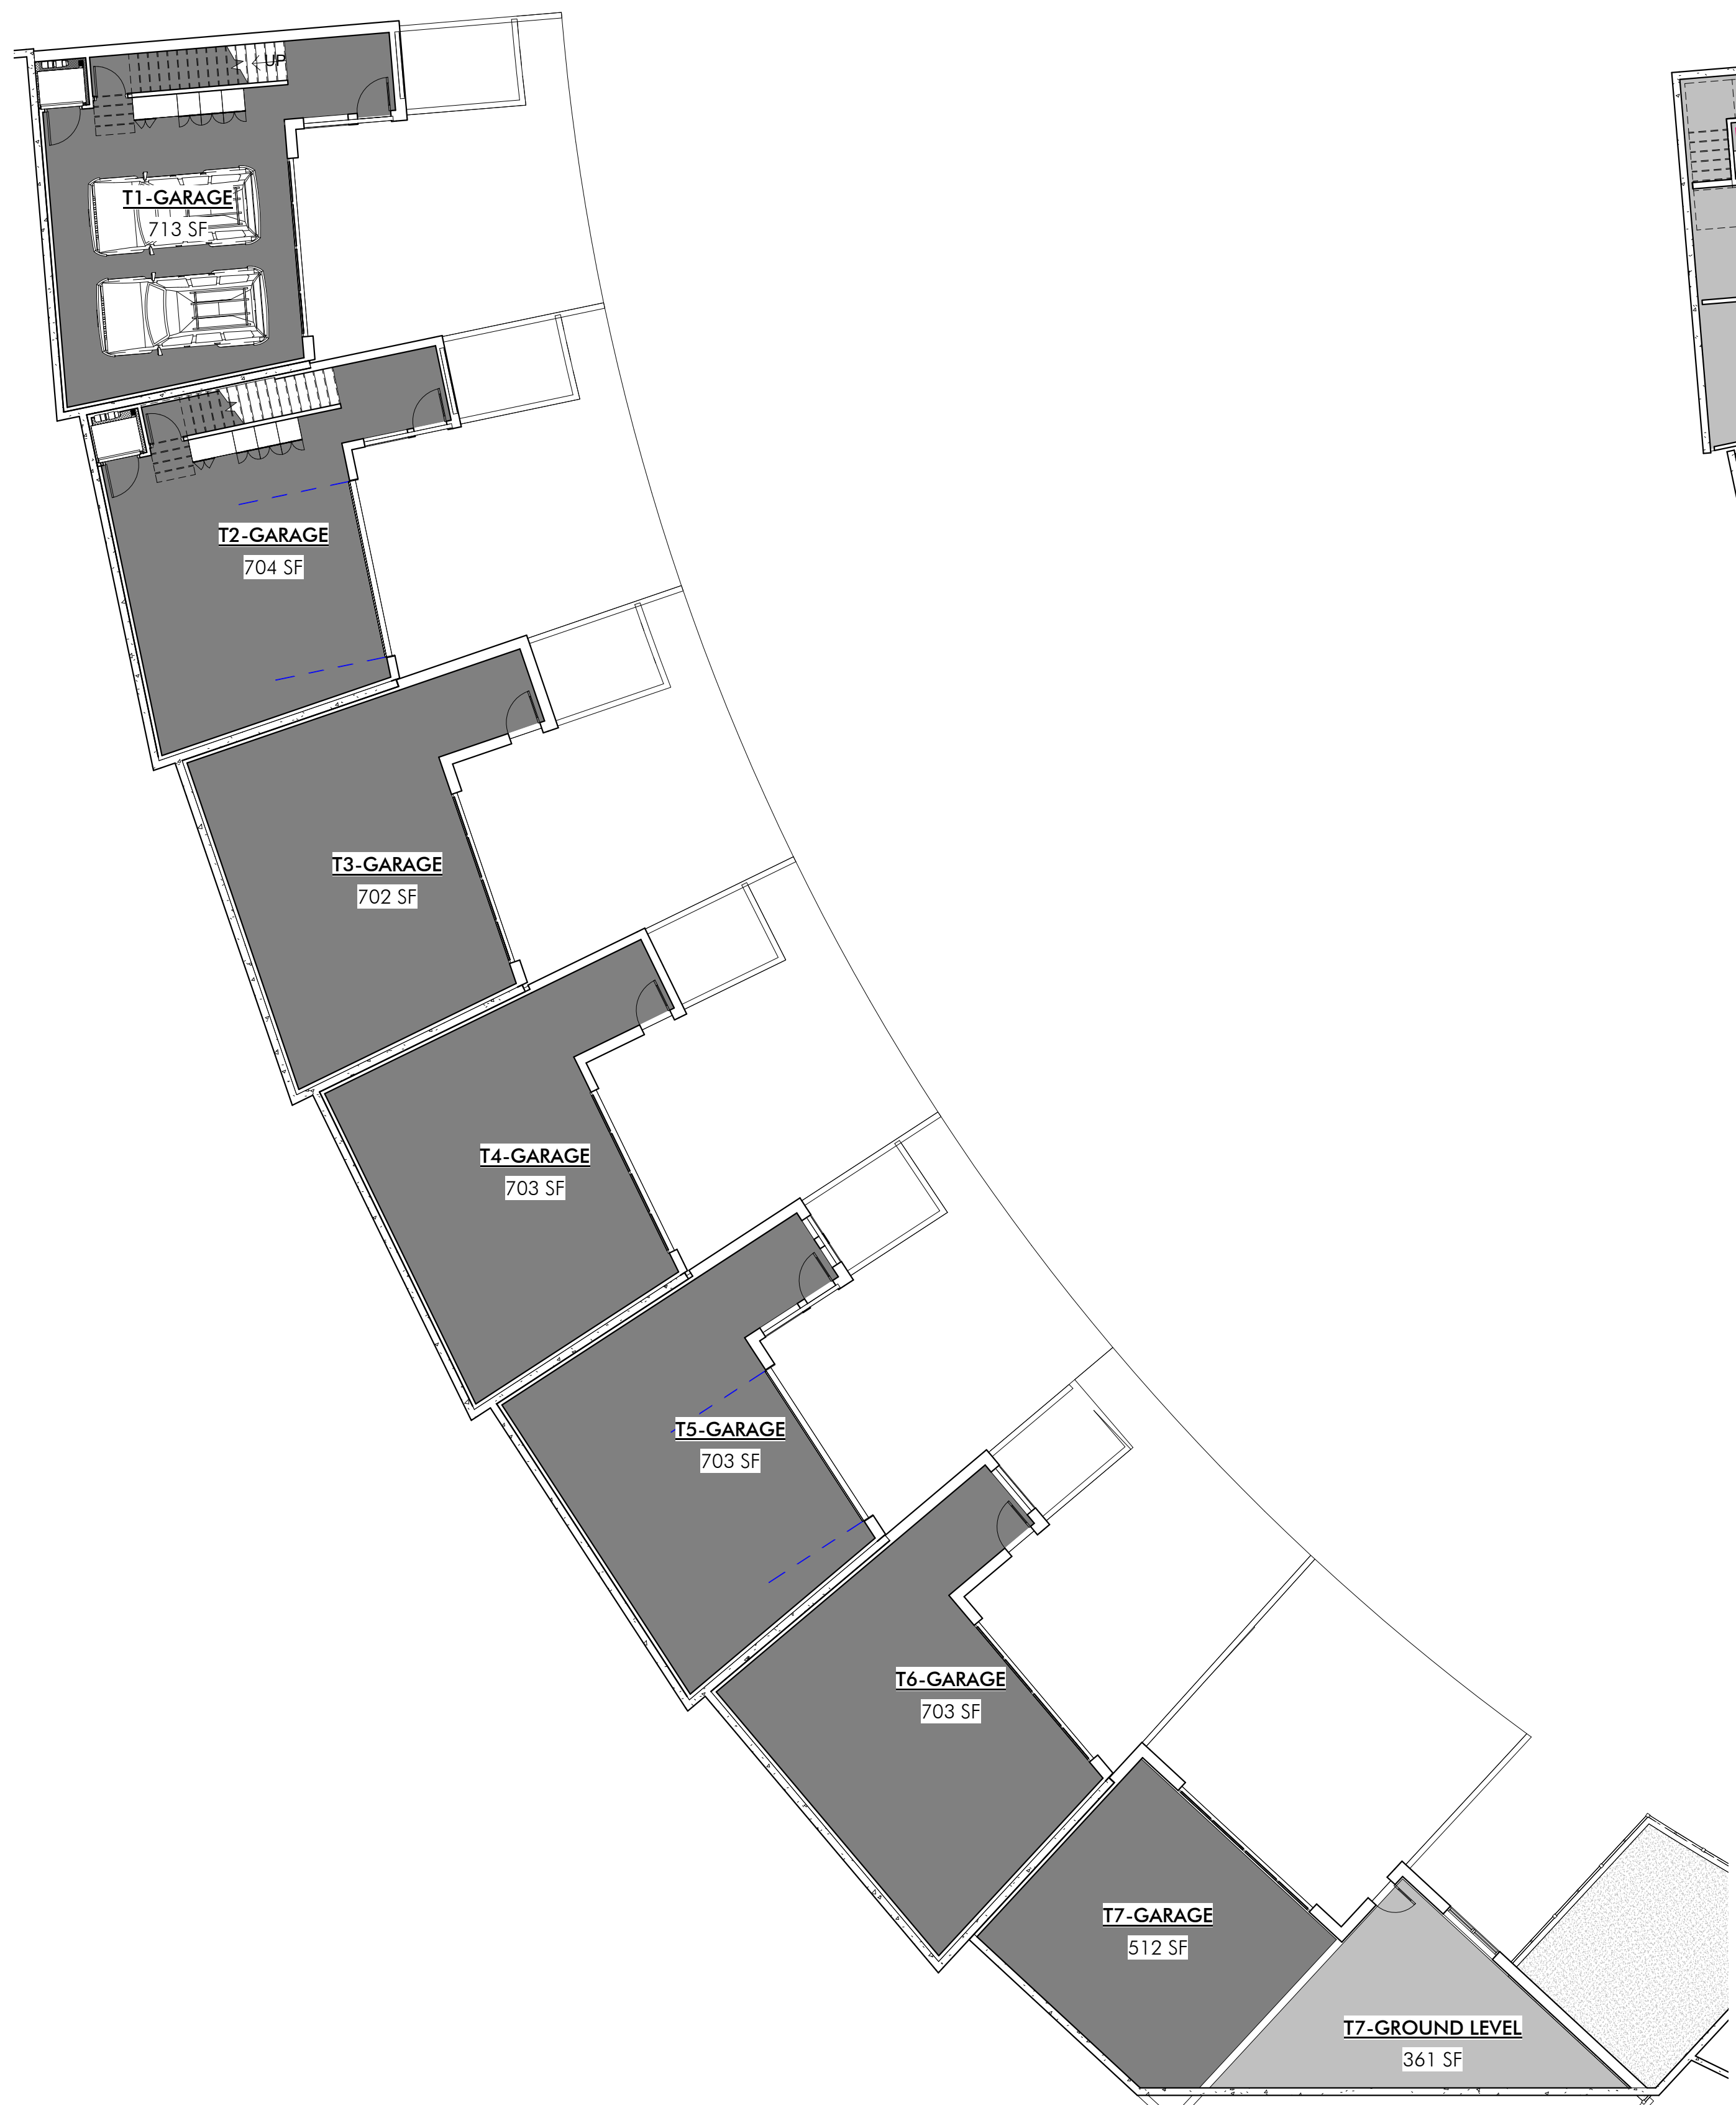 UP
T1-GARAGE
713 SF
T2-GARAGE
704 SF
T3-GARAGE
702 SF
T4-GARAGE
703 SF
T5-GARAGE
703 SF
T6-GARAGE
703 SF
T7-GARAGE
512 SF
T7-GROUND LEVEL
361 SF